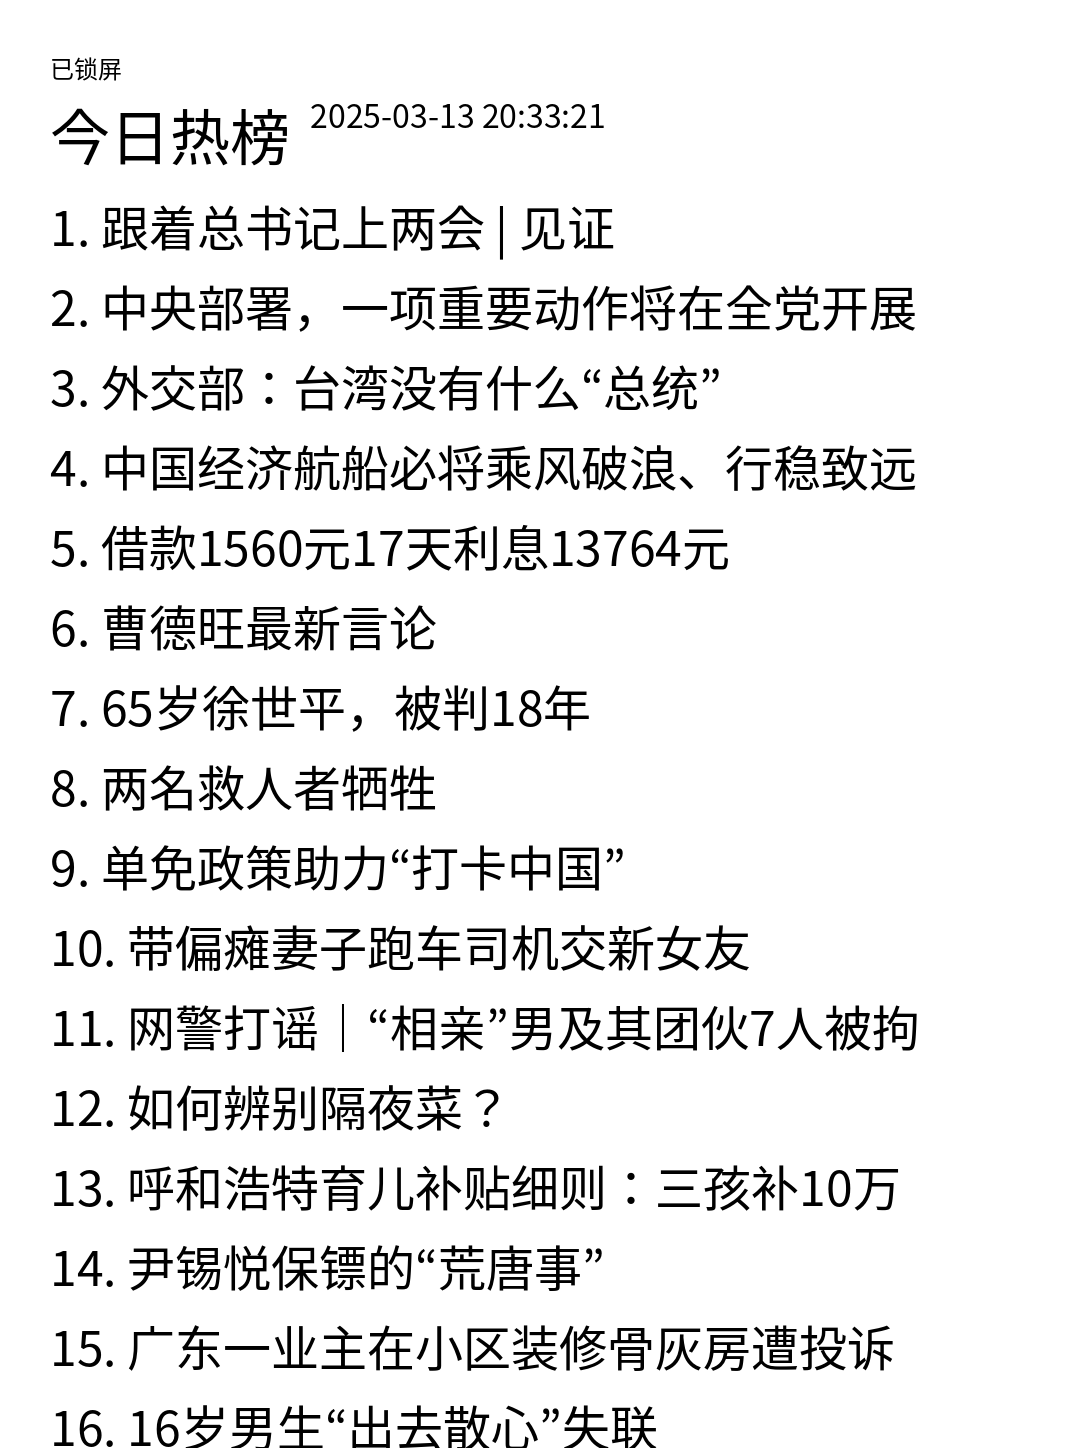 已锁屏
今日热榜 2025-03-13 20:33:21
1. 跟着总书记上两会 | 见证
2. 中央部署，一项重要动作将在全党开展
3. 外交部：台湾没有什么“总统”
4. 中国经济航船必将乘风破浪、行稳致远
5. 借款1560元17天利息13764元
6. 曹德旺最新言论
7. 65岁徐世平，被判18年
8. 两名救人者牺牲
9. 单免政策助力“打卡中国”
10. 带偏瘫妻子跑车司机交新女友
11. 网警打谣｜“相亲”男及其团伙7人被拘
12. 如何辨别隔夜菜？
13. 呼和浩特育儿补贴细则：三孩补10万
14. 尹锡悦保镖的“荒唐事”
15. 广东一业主在小区装修骨灰房遭投诉
16. 16岁男生“出去散心”失联